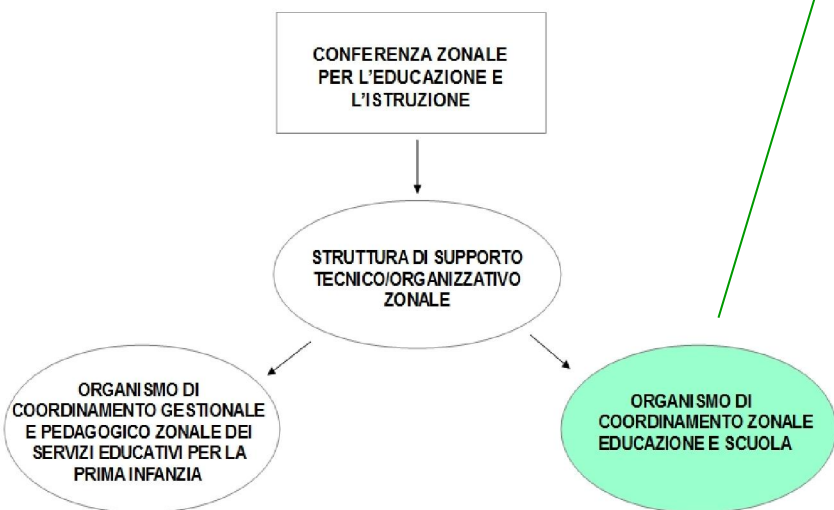 CONFERENZA ZONALE
PER L'EDUCAZIONE E
L'ISTRUZIONE
STRUTTURA DI SUPPORTO
TECNICO/ORGANIZZATIVO
ZONALE
ORGANISMO DI
COORDINAMENTO GESTIONALE
E PEDAGOGICO ZONALE DEI
SERVIZI EDUCATIVI PER LA
PRIMA INFANZIA
ORGANISMO DI
COORDINAMENTO ZONALE
EDUCAZIONE E SCUOLA